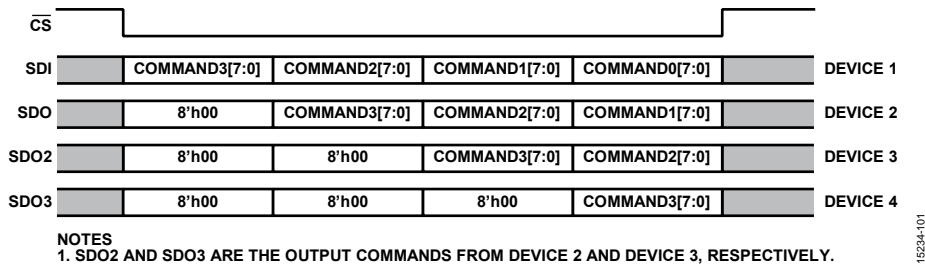 CS
SDI COMMAND3[7:0] COMMAND2[7:0] COMMAND1[7:0] COMMAND0[7:0] DEVICE 1
SDO 8'h00 COMMAND3[7:0] COMMAND2[7:0] COMMAND1[7:0] DEVICE 2
SDO2 8'h00 8'h00 COMMAND3[7:0] COMMAND2[7:0] DEVICE 3
SDO3 8'h00 8'h00 8'h00 COMMAND3[7:0] DEVICE 4
NOTES
1. SDO2 AND SDO3 ARE THE OUTPUT COMMANDS FROM DEVICE 2 AND DEVICE 3, RESPECTIVELY.
15234-101